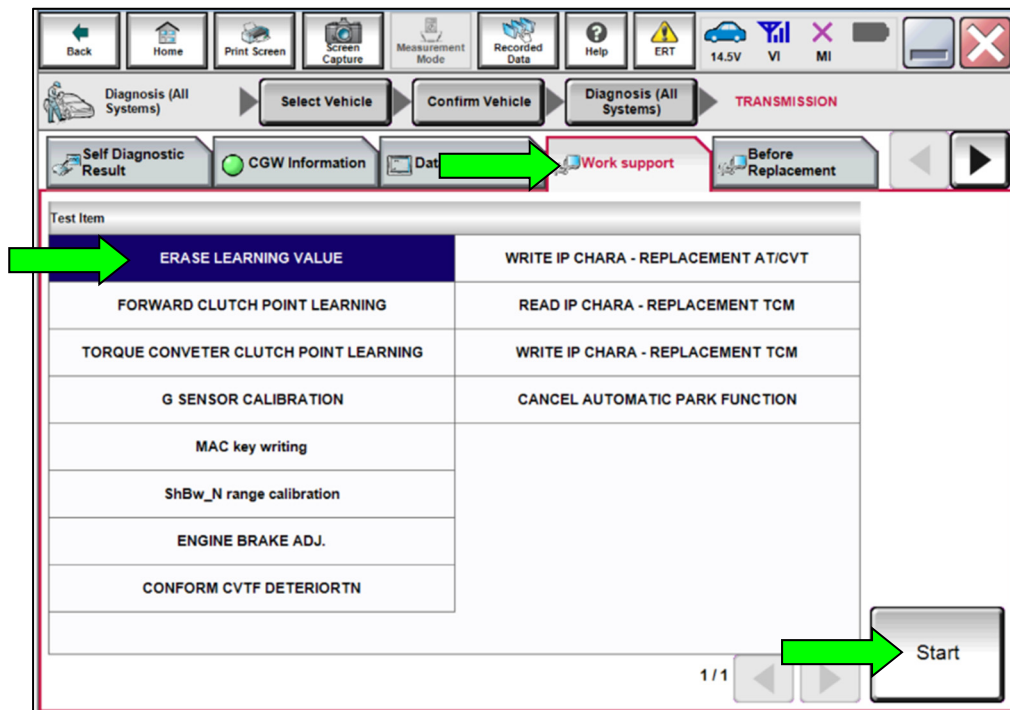 Back
Home
Print Screen
Screen
Capture
Measurement
Mode
Recorded
Data
Help
ERT
14.5V
VI
MI
Diagnosis (All
Systems)
Select Vehicle
Confirm Vehicle
Diagnosis (All
Systems)
TRANSMISSION
Self Diagnostic
Result
CGW Information
Dat
Work support
Before
Replacement
Test Item
ERASE LEARNING VALUE
WRITE IP CHARA - REPLACEMENT AT/CVT
FORWARD CLUTCH POINT LEARNING
READ IP CHARA - REPLACEMENT TCM
TORQUE CONVETER CLUTCH POINT LEARNING
WRITE IP CHARA - REPLACEMENT TCM
G SENSOR CALIBRATION
CANCEL AUTOMATIC PARK FUNCTION
MAC key writing
ShBw_N range calibration
ENGINE BRAKE ADJ.
CONFORM CVTF DETERIORTN
Start
1/1